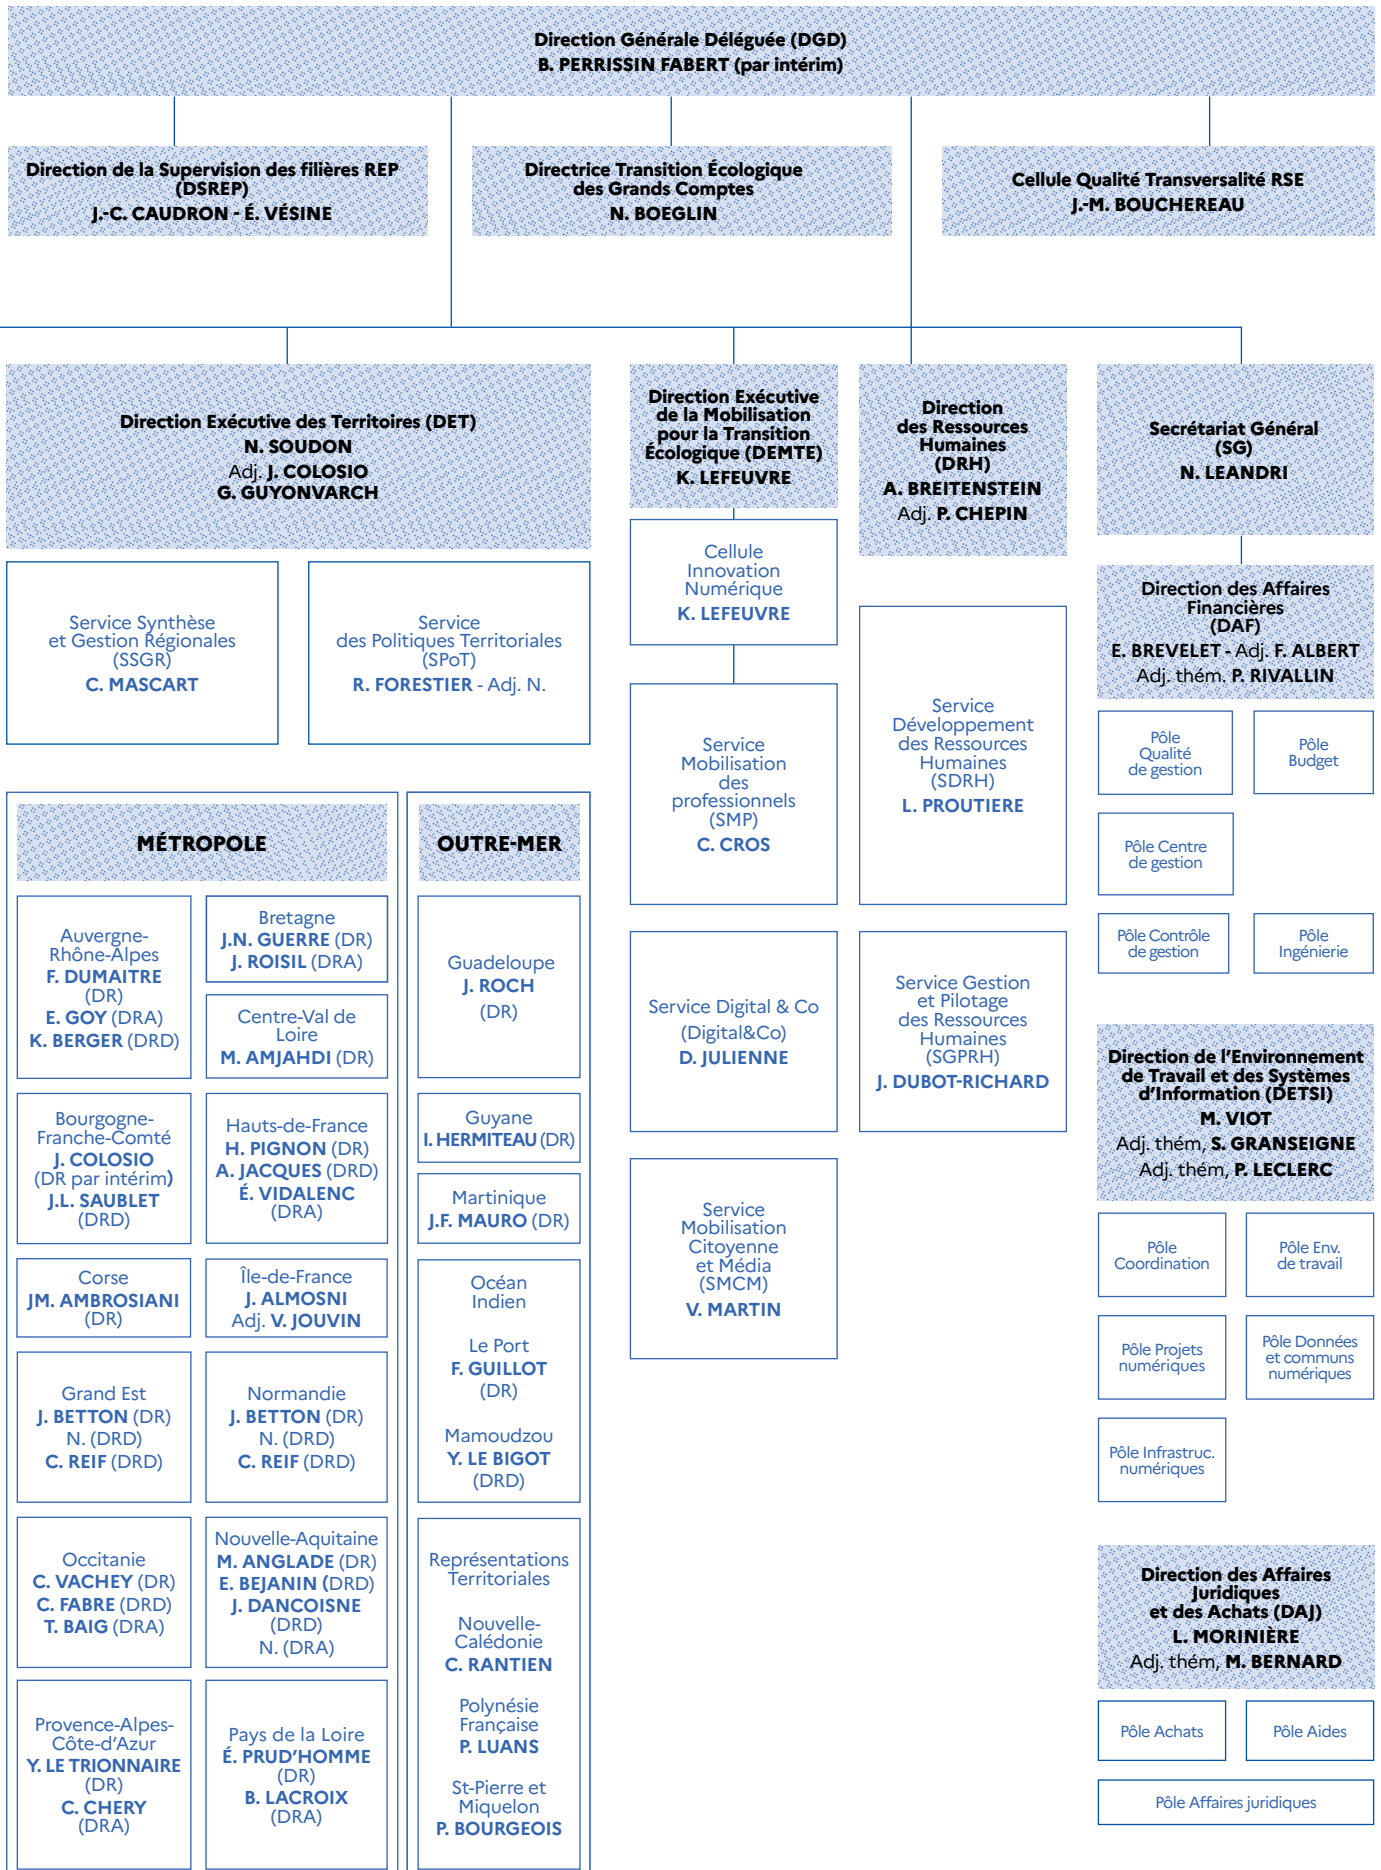 Direction Générale Déléguée (DGD)
B. PERRISSIN FABERT (par intérim)
Direction de la Supervision des filières REP
(DSREP)
J.-C. CAUDRON - É. VÉSINE
Directrice Transition Écologique
des Grands Comptes
N. BOEGLIN
Cellule Qualité Transversalité RSE
J.-M. BOUCHEREAU
Direction Exécutive des Territoires (DET)
N. SOUDON
Adj. J. COLOSIO
G. GUYONVARCH
Service Synthèse
et Gestion Régionales
(SSGR)
C. MASCART
Service
des Politiques Territoriales
(SPoT)
R. FORESTIER - Adj. N.
MÉTROPOLE
Auvergne-
Rhône-Alpes
F. DUMAITRE
(DR)
E. GOY (DRA)
K. BERGER (DRD)
Bretagne
J.N. GUERRE (DR)
J. ROISIL (DRA)
Centre-Val de
Loire
M. AMJAHDI (DR)
Bourgogne-
Franche-Comté
J. COLOSIO
(DR par intérim)
J.L. SAUBLET
(DRD)
Hauts-de-France
H. PIGNON (DR)
A. JACQUES (DRD)
É. VIDALENC
(DRA)
Corse
JM. AMBROSIANI
(DR)
Île-de-France
J. ALMOSNI
Adj. V. JOUVIN
Grand Est
J. BETTON (DR)
N. (DRD)
C. REIF (DRD)
Normandie
J. BETTON (DR)
N. (DRD)
C. REIF (DRD)
Occitanie
C. VACHEY (DR)
C. FABRE (DRD)
T. BAIG (DRA)
Nouvelle-Aquitaine
M. ANGLADE (DR)
E. BEJANIN (DRD)
J. DANCOISNE
(DRD)
N. (DRA)
Provence-Alpes-
Côte-d'Azur
Y. LE TRIONNAIRE
(DR)
C. CHERY
(DRA)
Pays de la Loire
É. PRUD'HOMME
(DR)
B. LACROIX
(DRA)
OUTRE-MER
Guadeloupe
J. ROCH
(DR)
Guyane
I. HERMITEAU (DR)
Martinique
J.F. MAURO (DR)
Océan
Indien
Le Port
F. GUILLOT
(DR)
Mamoudzou
Y. LE BIGOT
(DRD)
Représentations
Territoriales
Nouvelle-
Calédonie
C. RANTIEN
Polynésie
Française
P. LUANS
St-Pierre et
Miquelon
P. BOURGEOIS
Direction Exécutive
de la Mobilisation
pour la Transition
Écologique (DEMTE)
K. LEFEUVRE
Cellule
Innovation
Numérique
K. LEFEUVRE
Service
Mobilisation
des
professionnels
(SMP)
C. CROS
Service Digital & Co
(Digital&Co)
D. JULIENNE
Service
Mobilisation
Citoyenne
et Média
(SMCM)
V. MARTIN
Direction
des Ressources
Humaines
(DRH)
A. BREITENSTEIN
Adj. P. CHEPIN
Service
Développement
des Ressources
Humaines
(SDRH)
L. PROUTIERE
Service Gestion
et Pilotage
des Ressources
Humaines
(SGPRH)
J. DUBOT-RICHARD
Secrétariat Général
(SG)
N. LEANDRI
Direction des Affaires
Financières
(DAF)
E. BREVELET - Adj. F. ALBERT
Adj. thém. P. RIVALLIN
Pôle
Qualité
de gestion
Pôle
Budget
Pôle Centre
de gestion
Pôle Contrôle
de gestion
Pôle
Ingénierie
Direction de l'Environnement
de Travail et des Systèmes
d'Information (DETSI)
M. VIOT
Adj. thém, S. GRANSEIGNE
Adj. thém, P. LECLERC
Pôle
Coordination
Pôle Env.
de travail
Pôle Projets
numériques
Pôle Données
et communs
numériques
Pôle Infrastruc.
numériques
Direction des Affaires
Juridiques
et des Achats (DAJ)
L. MORINIÈRE
Adj. thém, M. BERNARD
Pôle Achats
Pôle Aides
Pôle Affaires juridiques